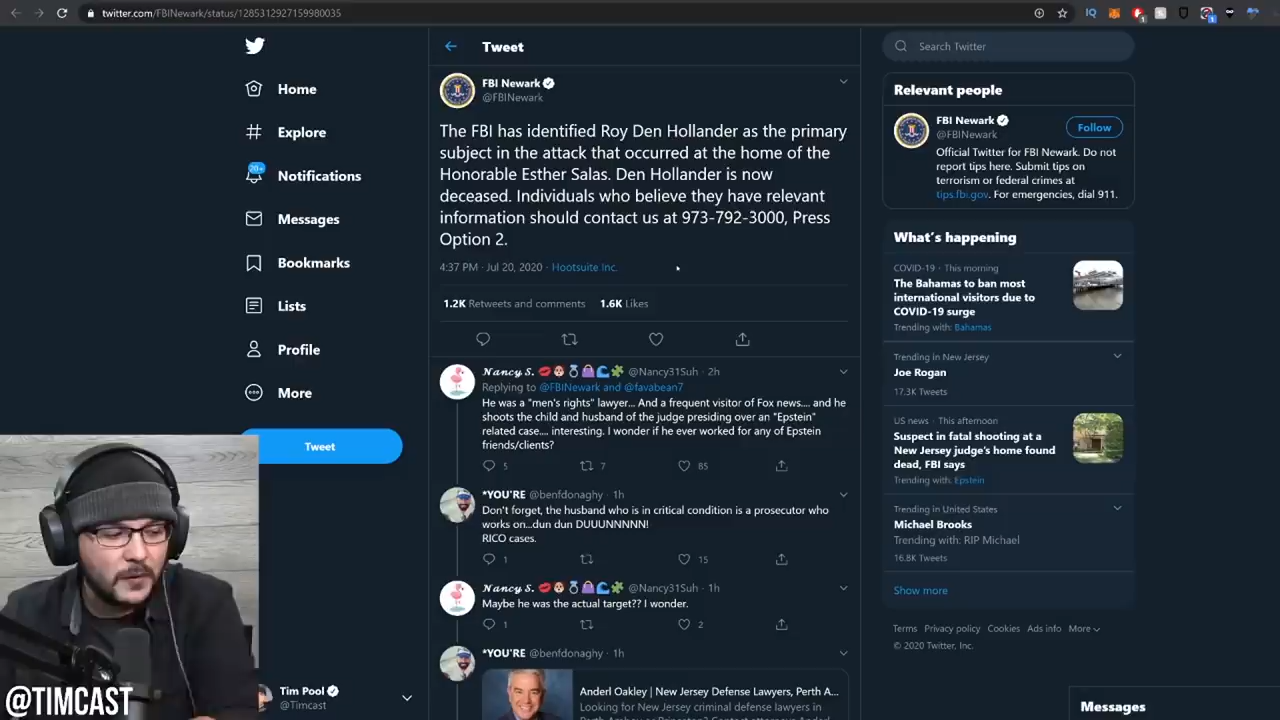 twitter.com/FBINewark/status/1285312927159980035
IQ
1
1
Home
Explore
20+
Notifications
Messages
Bookmarks
Lists
Profile
More
Tweet
Tim Pool
@Timcast
@TIMCAST
Tweet
FBI Newark
@FBINewark
The FBI has identified Roy Den Hollander as the primary
subject in the attack that occurred at the home of the
Honorable Esther Salas. Den Hollander is now
deceased. Individuals who believe they have relevant
information should contact us at 973-792-3000, Press
Option 2.
4:37 PM · Jul 20, 2020 · Hootsuite Inc.
1.2K Retweets and comments 1.6K Likes
Nancy S. 💋👵💍👜🌊🧩 @Nancy31Suh · 2h
Replying to @FBINewark and @favabean7
He was a "men's rights" lawyer... And a frequent visitor of Fox news.... and he
shoots the child and husband of the judge presiding over an "Epstein"
related case.... interesting. I wonder if he ever worked for any of Epstein
friends/clients?
5 7 85
*YOU'RE @benfdonaghy · 1h
Don't forget, the husband who is in critical condition is a prosecutor who
works on...dun dun DUUUNNNNN!
RICO cases.
1 15
Nancy S. 💋👵💍👜🌊🧩 @Nancy31Suh · 1h
Maybe he was the actual target?? I wonder.
1 2
*YOU'RE @benfdonaghy · 1h
Anderl Oakley | New Jersey Defense Lawyers, Perth A...
Looking for New Jersey criminal defense lawyers in
Search Twitter
Relevant people
FBI Newark
@FBINewark
Follow
Official Twitter for FBI Newark. Do not
report tips here. Submit tips on
terrorism or federal crimes at
tips.fbi.gov. For emergencies, dial 911.
What's happening
COVID-19 · This morning
The Bahamas to ban most
international visitors due to
COVID-19 surge
Trending with: Bahamas
Trending in New Jersey
Joe Rogan
17.3K Tweets
US news · This afternoon
Suspect in fatal shooting at a
New Jersey judge's home found
dead, FBI says
Trending with: Epstein
Trending in United States
Michael Brooks
Trending with: RIP Michael
16.8K Tweets
Show more
Terms Privacy policy Cookies Ads info More
© 2020 Twitter, Inc.
Messages